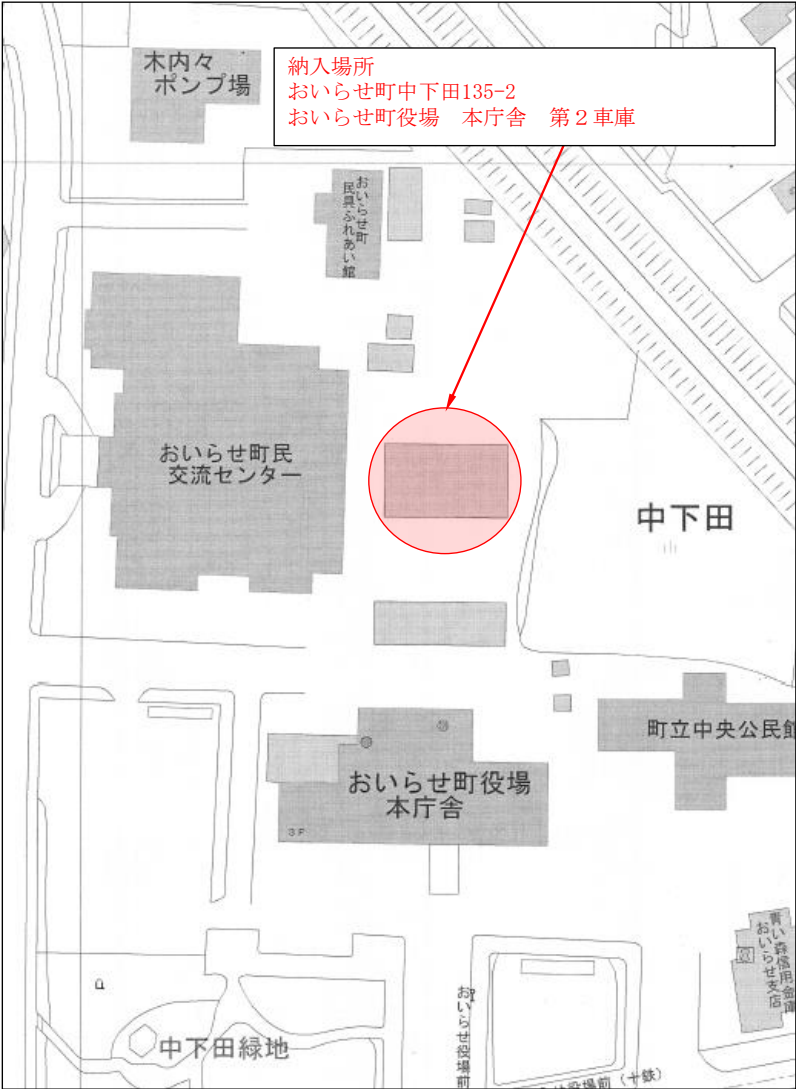 木内々
ポンプ場
納入場所
おいらせ町中下田135-2
おいらせ町役場　本庁舎　第２車庫
おいらせ町
民具ふれあい館
おいらせ町民
交流センター
中下田
町立中央公民館
おいらせ町役場
本庁舎
3F
青い森信用金庫
おいらせ支店
中下田緑地
おいらせ役場前
役場前（十鉄）